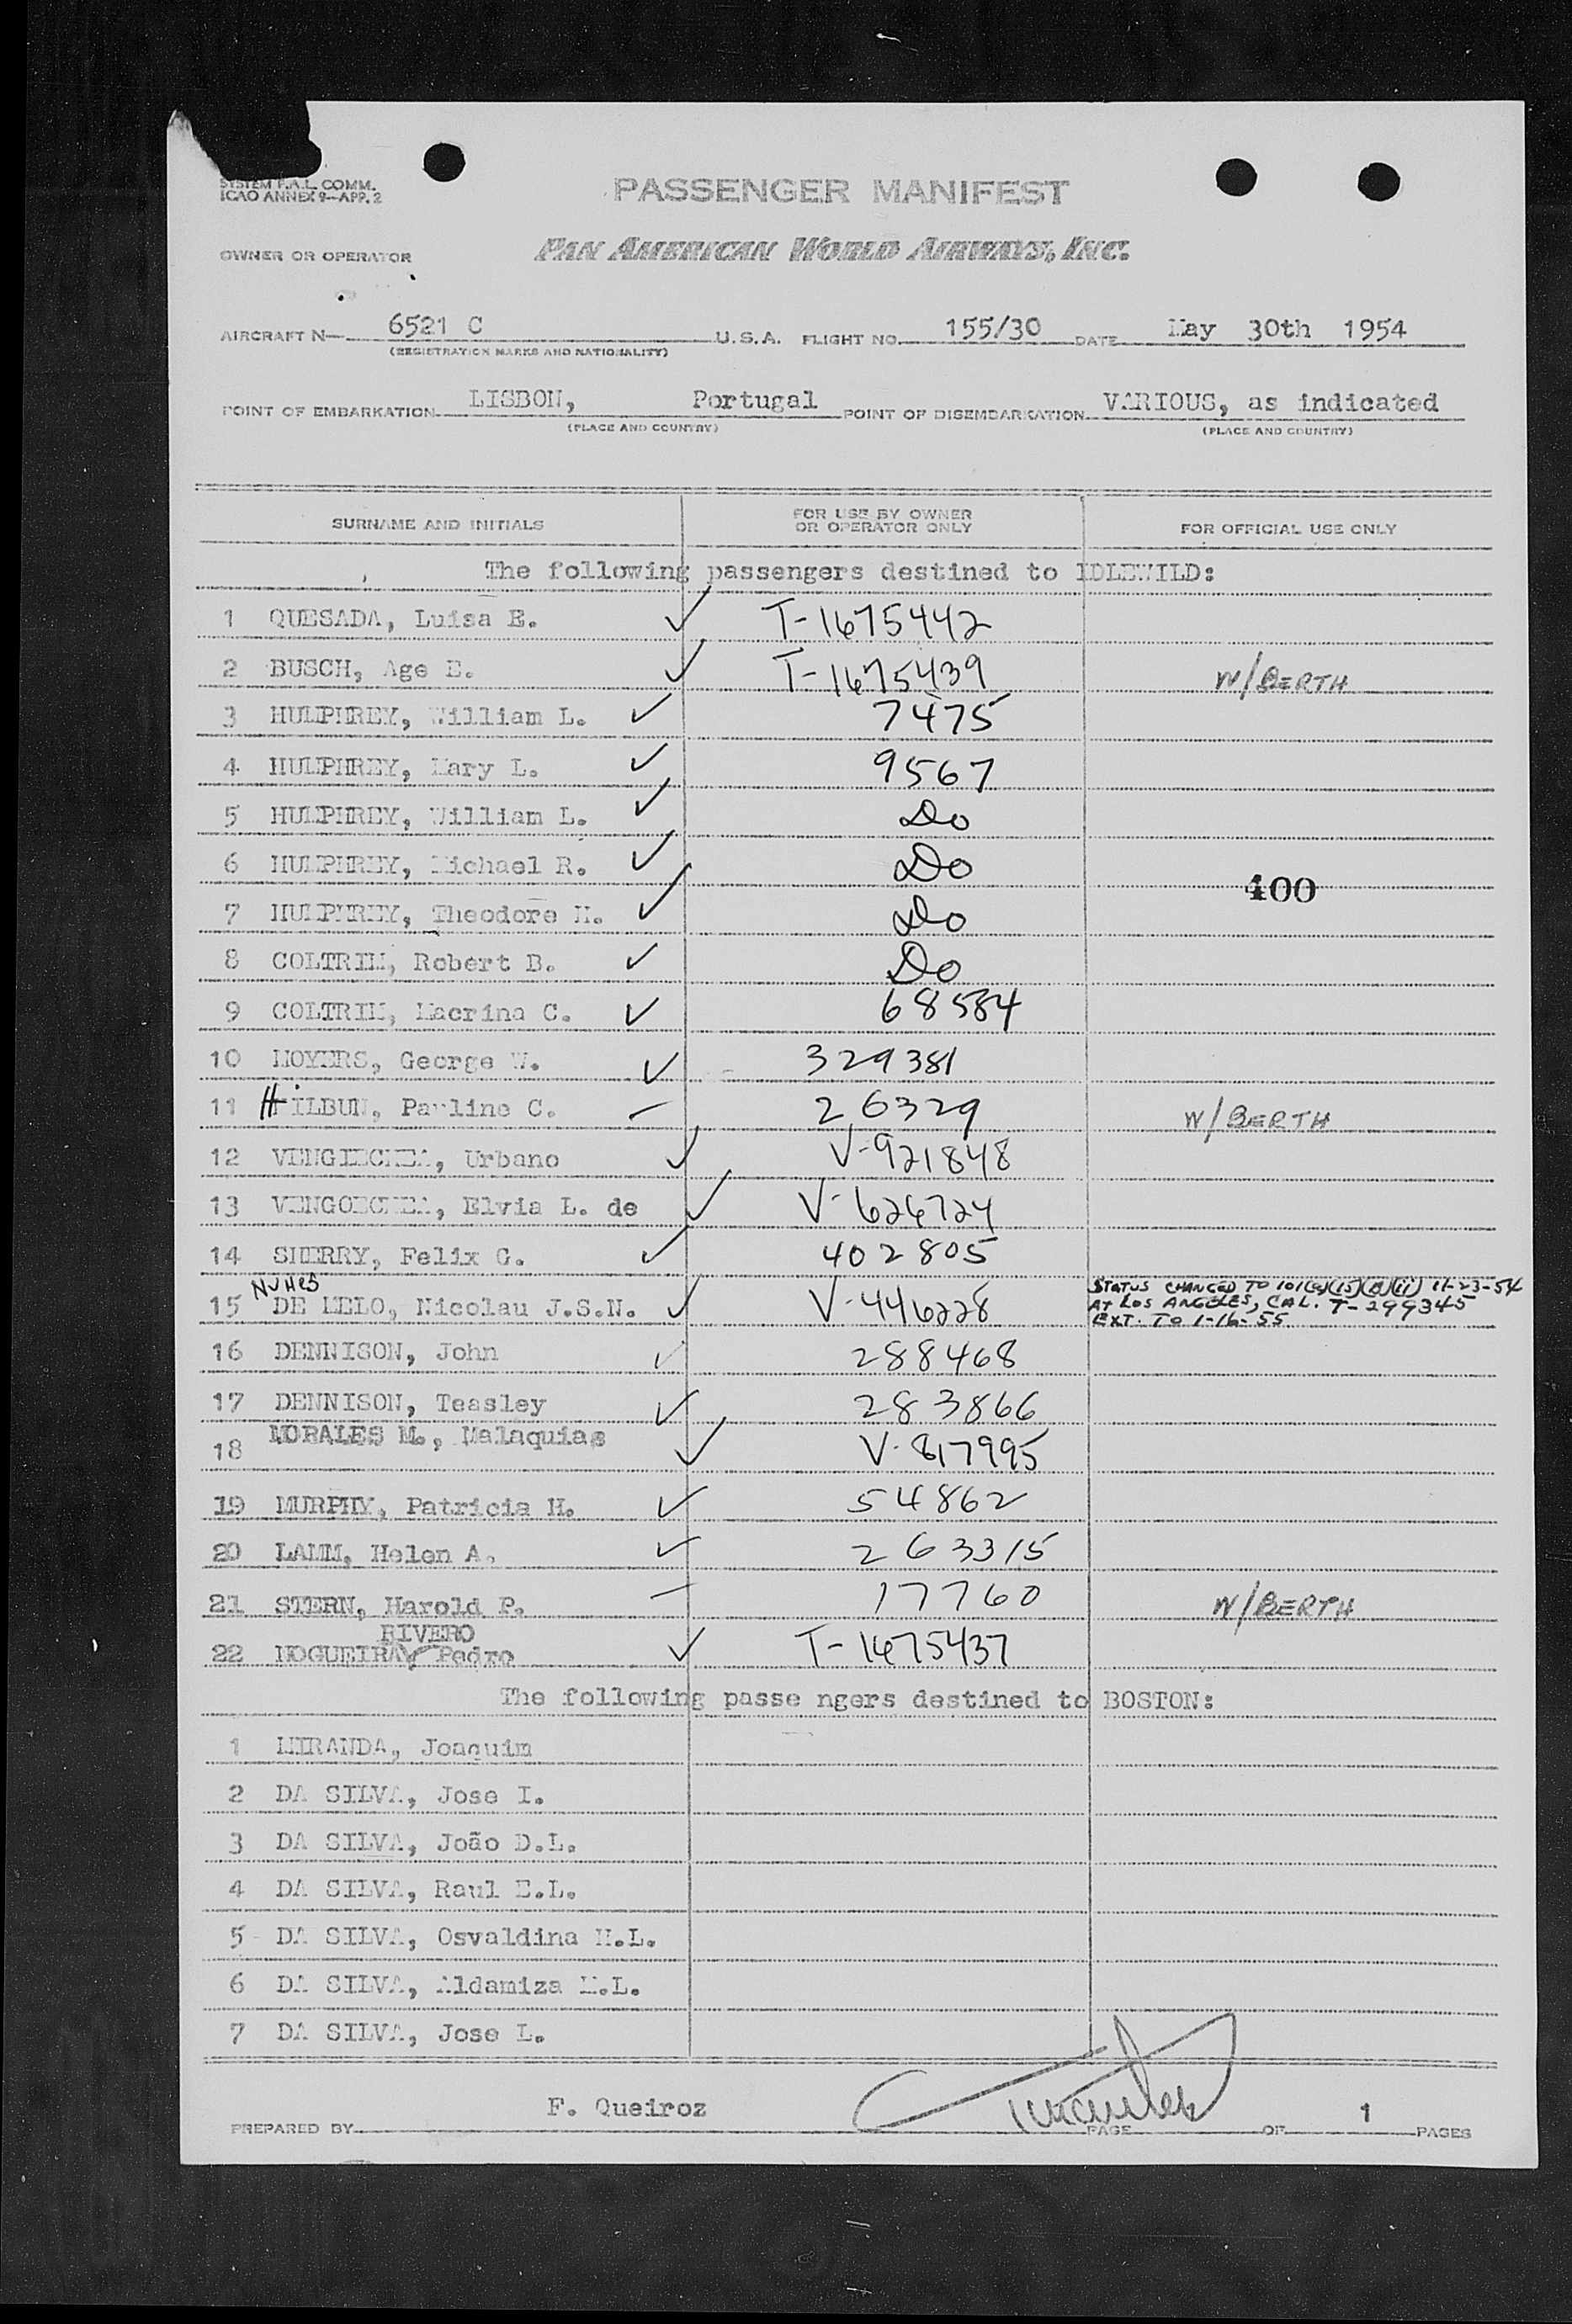 SYSTEM F.A.L. COMM.
ICAO ANNEX 9—APP. 2
PASSENGER MANIFEST
OWNER OR OPERATOR PAN AMERICAN WORLD AIRWAYS, INC.
AIRCRAFT N— 6521 C U.S.A. FLIGHT NO. 155/30 DATE May 30th 1954
(REGISTRATION MARKS AND NATIONALITY)
POINT OF EMBARKATION LISBON, Portugal POINT OF DISEMBARKATION VARIOUS, as indicated
(PLACE AND COUNTRY) (PLACE AND COUNTRY)
SURNAME AND INITIALS FOR USE BY OWNER OR OPERATOR ONLY FOR OFFICIAL USE ONLY
The following passengers destined to IDLEWILD:
1 QUESADA, Luisa E. ✓ T-1675442
2 BUSCH, Age E. ✓ T-1675439 W/BERTH
3 HUMPHREY, William L. ✓ 7475
4 HUMPHREY, Mary L. ✓ 9567
5 HUMPHREY, William L. ✓ Do
6 HUMPHREY, Michael R. ✓ Do
400
7 HUMPHREY, Theodore H. ✓ Do
8 COLTRIM, Robert B. ✓ Do
9 COLTRIM, Macrina C. ✓ 68584
10 MOYERS, George W. ✓ 329381
11 HILBUN, Pauline C. — 26329 W/BERTH
12 VENGIECHEA, Urbano ✓ V-921848
13 VENGOECHEA, Elvia L. de ✓ V-626724
14 SHERRY, Felix G. ✓ 402805
NUNES
15 DE MELO, Nicolau J.S.N. ✓ V-446228 STATUS CHANGED TO 101(a)(15)(A)(ii) 11-23-54
AT LOS ANGELES, CAL. T-299345
EXT. TO 1-16-55
16 DENNISON, John ✓ 288468
17 DENNISON, Teasley ✓ 283866
18 MORALES M., Malaquias ✓ V-817995
19 MURPHY, Patricia H. ✓ 54862
20 LAMM, Helen A. ✓ 263315
21 STERN, Harold P. — 17760 W/BERTH
RIVERO
22 NOGUEIRA, Pedro ✓ T-1675437
The following passe ngers destined to BOSTON:
1 MIRANDA, Joaquim
2 DA SILVA, Jose I.
3 DA SILVA, João D.L.
4 DA SILVA, Raul E.L.
5 DA SILVA, Osvaldina M.L.
6 DA SILVA, Aldamiza M.L.
7 DA SILVA, Jose L.
PREPARED BY F. Queiroz PAGE OF 1 PAGES